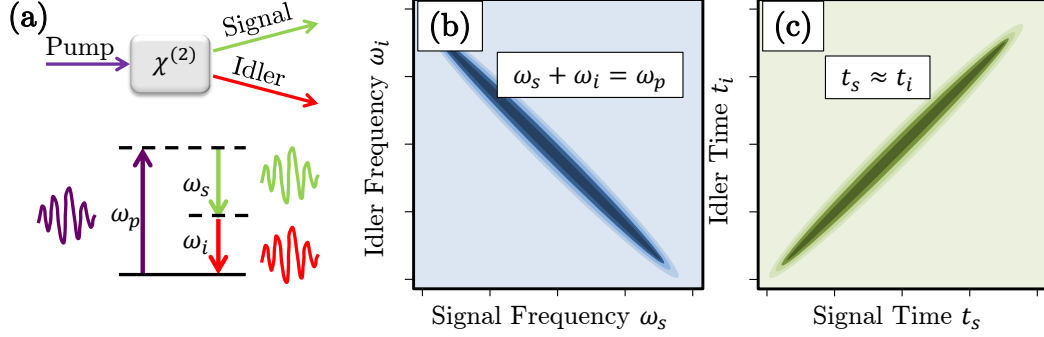 (a)
Pump
χ(2)
Signal
Idler
ωp
ωs
ωi
(b)
ωs + ωi = ωp
Idler Frequency ωi
Signal Frequency ωs
(c)
ts ≈ ti
Idler Time ti
Signal Time ts